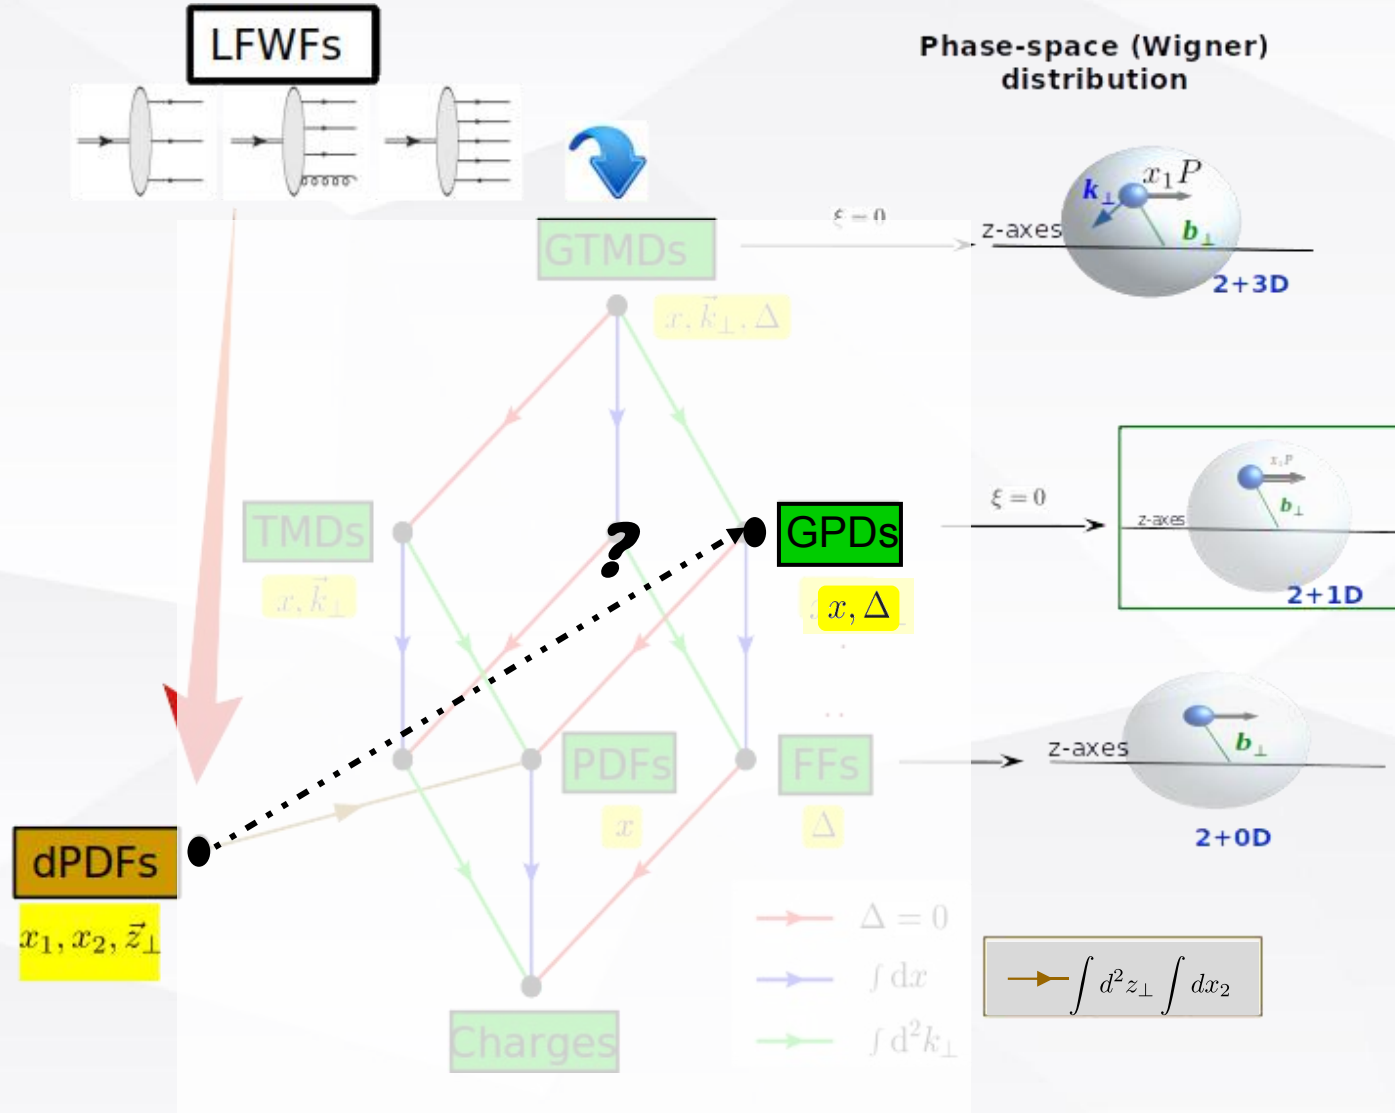 LFWFs
Phase-space (Wigner)
distribution
x₁P
k⊥
b⊥
z-axes
2+3D
ξ = 0
GTMDs
x, k⃗⊥, Δ
TMDs
x, k⃗⊥
?
GPDs
x, Δ
ξ = 0
x₁P
b⊥
z-axes
2+1D
PDFs
x
FFs
Δ
z-axes
b⊥
2+0D
dPDFs
x₁, x₂, z⃗⊥
Δ = 0
∫ dx
∫ d²k⊥
∫ d²z⊥ ∫ dx₂
Charges